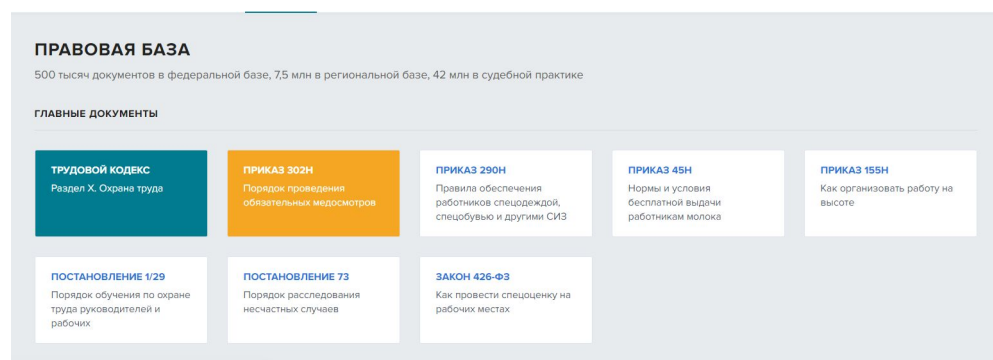 ПРАВОВАЯ БАЗА
500 тысяч документов в федеральной базе, 7,5 млн в региональной базе, 42 млн в судебной практике
ГЛАВНЫЕ ДОКУМЕНТЫ
ТРУДОВОЙ КОДЕКС
Раздел X. Охрана труда
ПРИКАЗ 302Н
Порядок проведения
обязательных медосмотров
ПРИКАЗ 290Н
Правила обеспечения
работников спецодеждой,
спецобувью и другими СИЗ
ПРИКАЗ 45Н
Нормы и условия
бесплатной выдачи
работникам молока
ПРИКАЗ 155Н
Как организовать работу на
высоте
ПОСТАНОВЛЕНИЕ 1/29
Порядок обучения по охране
труда руководителей и
рабочих
ПОСТАНОВЛЕНИЕ 73
Порядок расследования
несчастных случаев
ЗАКОН 426-ФЗ
Как провести спецоценку на
рабочих местах